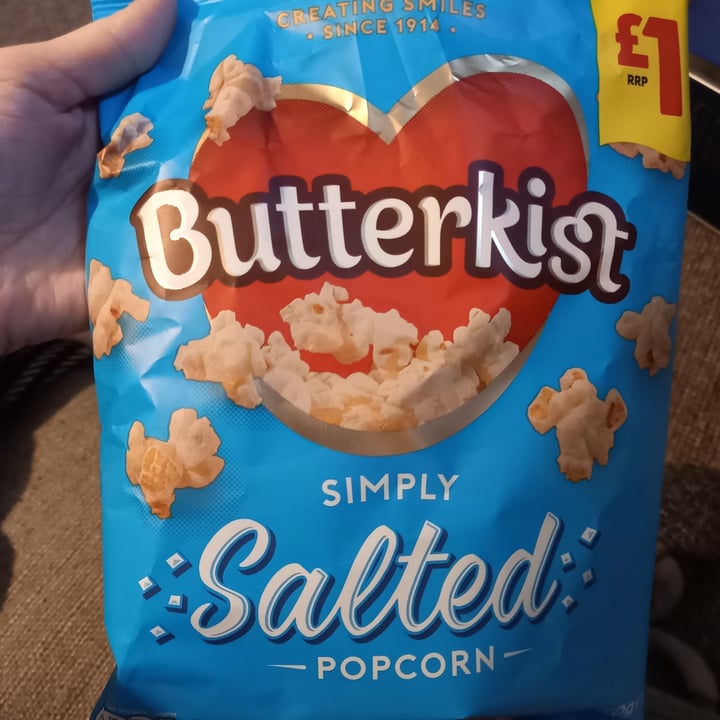 CREATING SMILES
• SINCE 1914 •
£1
RRP
Butterkist
SIMPLY
Salted
POPCORN